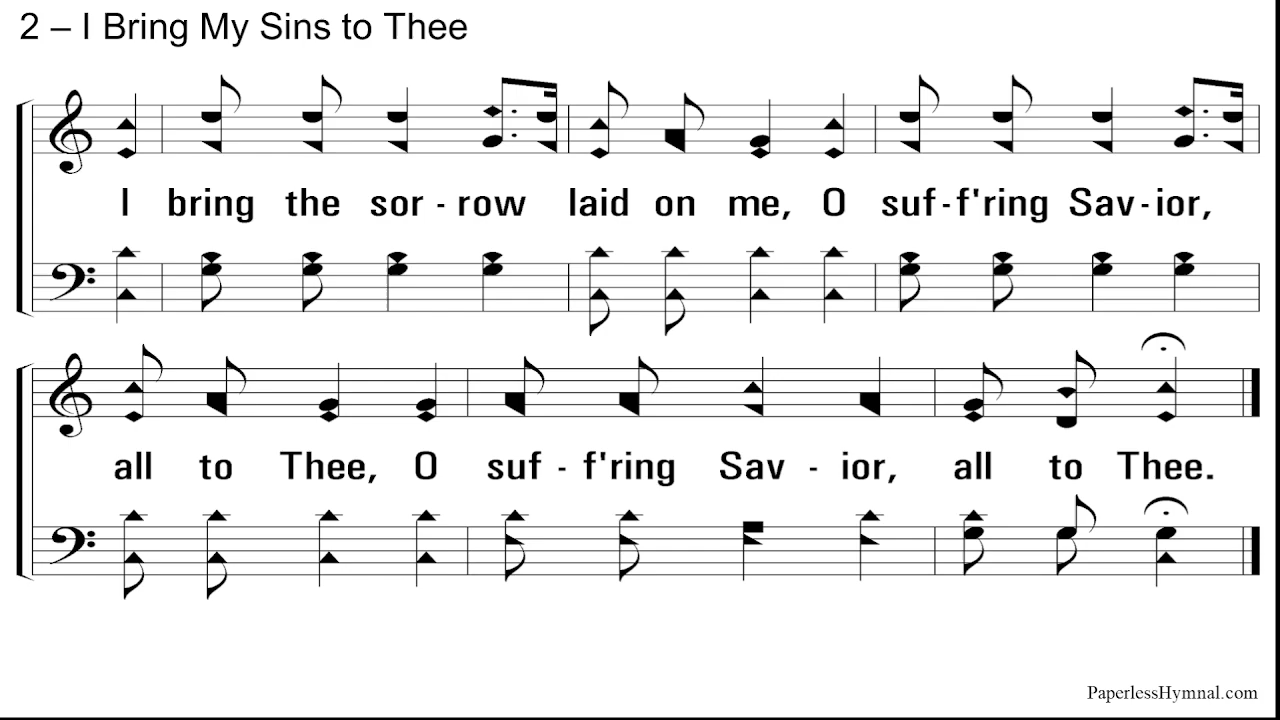 2 – I Bring My Sins to Thee
I bring the sor - row laid on me, O suf-f'ring Sav-ior,
all to Thee, O suf - f'ring Sav - ior, all to Thee.
PaperlessHymnal.com